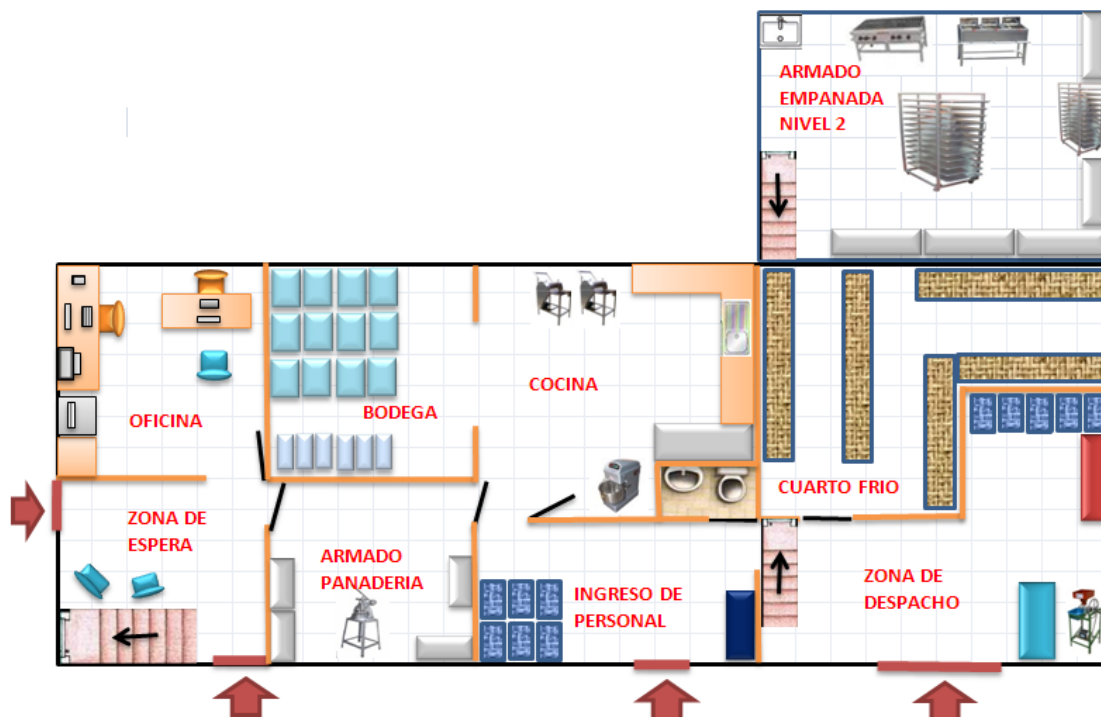 ARMADO
EMPANADA
NIVEL 2
OFICINA
BODEGA
COCINA
CUARTO FRIO
ZONA DE
ESPERA
ARMADO
PANADERIA
INGRESO DE
PERSONAL
ZONA DE
DESPACHO